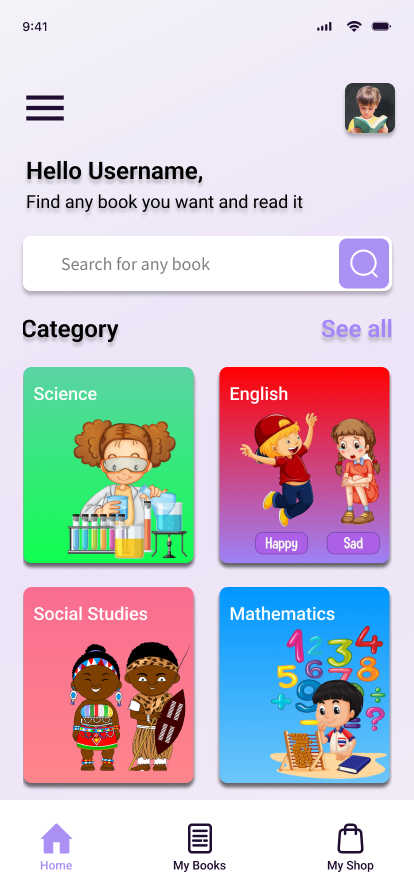 9:41
Hello Username,
Find any book you want and read it
Search for any book
Category
See all
Science
English
Happy
Sad
Social Studies
Mathematics
1 2 3 4
5 6 7 8
9
+ - ÷ = ?
Home
My Books
My Shop